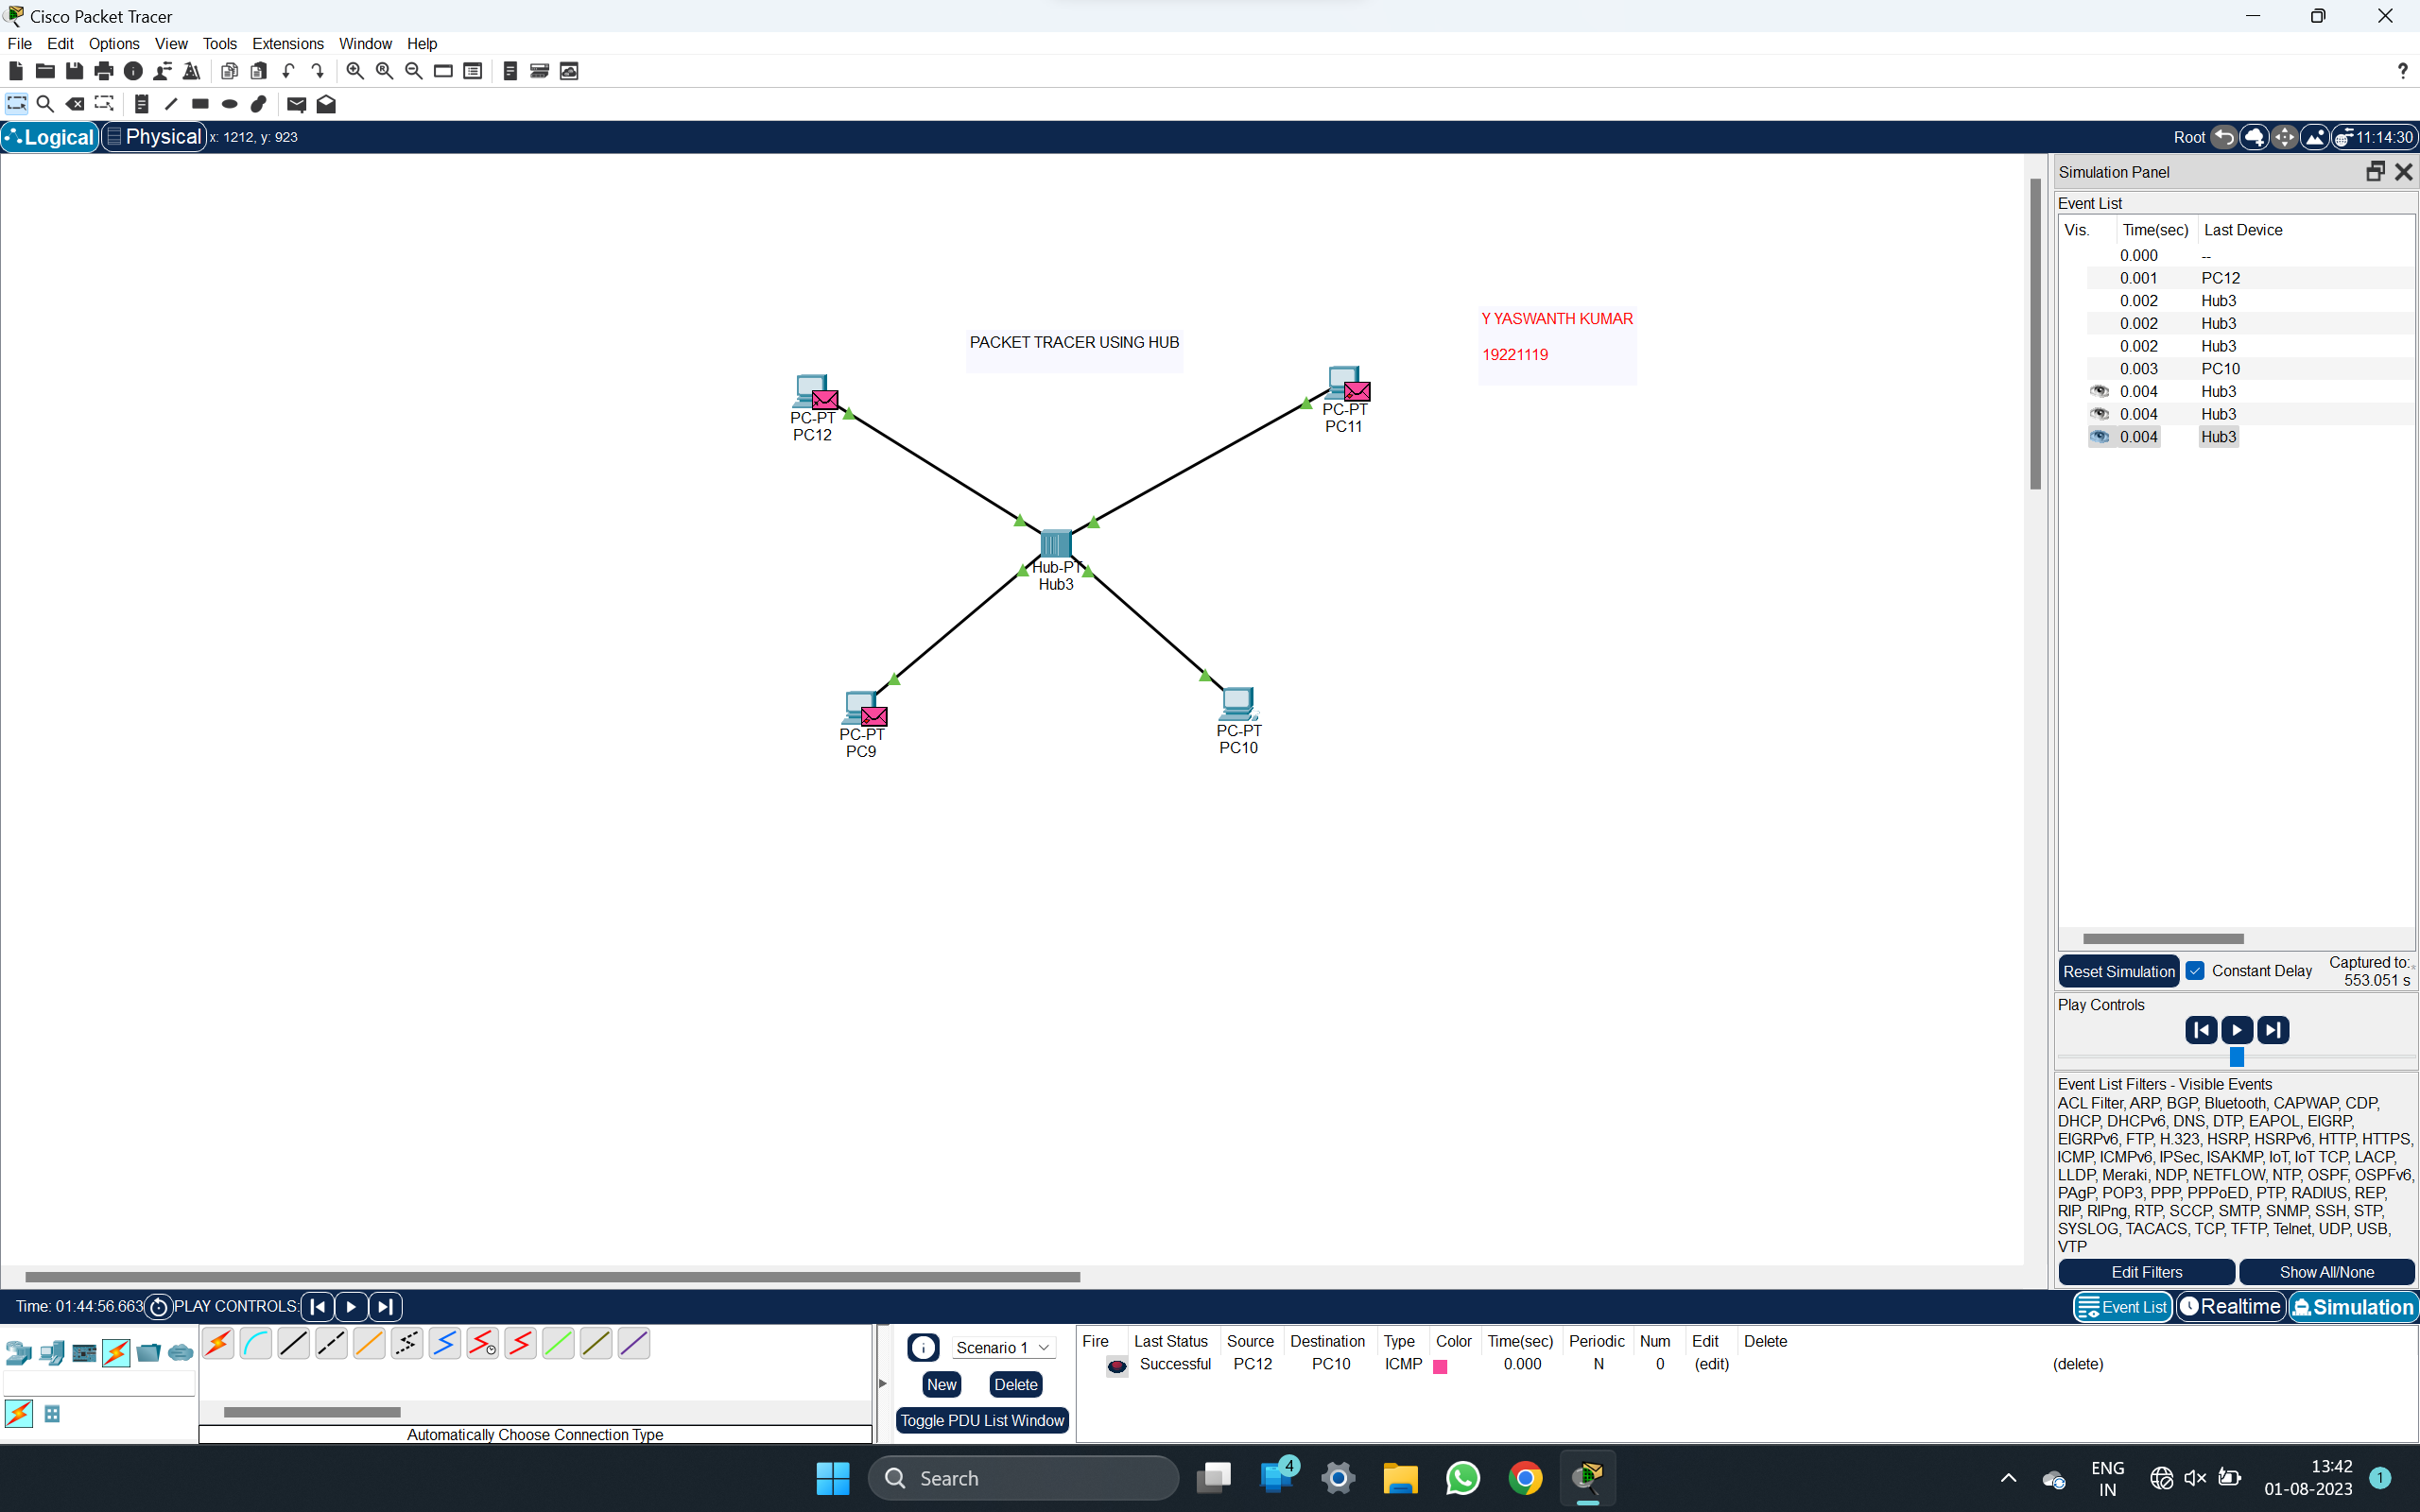 Cisco Packet Tracer
File Edit Options View Tools Extensions Window Help
?
Logical Physical x: 1212, y: 923 Root 11:14:30
Simulation Panel
Event List
Vis. Time(sec) Last Device
0.000 --
0.001 PC12
0.002 Hub3
0.002 Hub3
0.002 Hub3
0.003 PC10
0.004 Hub3
0.004 Hub3
0.004 Hub3
Y YASWANTH KUMAR
19221119
PACKET TRACER USING HUB
PC-PT
PC12
PC-PT
PC11
Hub-PT
Hub3
PC-PT
PC9
PC-PT
PC10
Reset Simulation Constant Delay Captured to:
553.051 s
Play Controls
Event List Filters - Visible Events
ACL Filter, ARP, BGP, Bluetooth, CAPWAP, CDP,
DHCP, DHCPv6, DNS, DTP, EAPOL, EIGRP,
EIGRPv6, FTP, H.323, HSRP, HSRPv6, HTTP, HTTPS,
ICMP, ICMPv6, IPSec, ISAKMP, IoT, IoT TCP, LACP,
LLDP, Meraki, NDP, NETFLOW, NTP, OSPF, OSPFv6,
PAgP, POP3, PPP, PPPoED, PTP, RADIUS, REP,
RIP, RIPng, RTP, SCCP, SMTP, SNMP, SSH, STP,
SYSLOG, TACACS, TCP, TFTP, Telnet, UDP, USB,
VTP
Edit Filters Show All/None
Time: 01:44:56.663 PLAY CONTROLS: Event List Realtime Simulation
Scenario 1
New Delete
Toggle PDU List Window
Fire Last Status Source Destination Type Color Time(sec) Periodic Num Edit Delete
Successful PC12 PC10 ICMP 0.000 N 0 (edit) (delete)
Automatically Choose Connection Type
Search
4
ENG
IN
13:42
01-08-2023
1